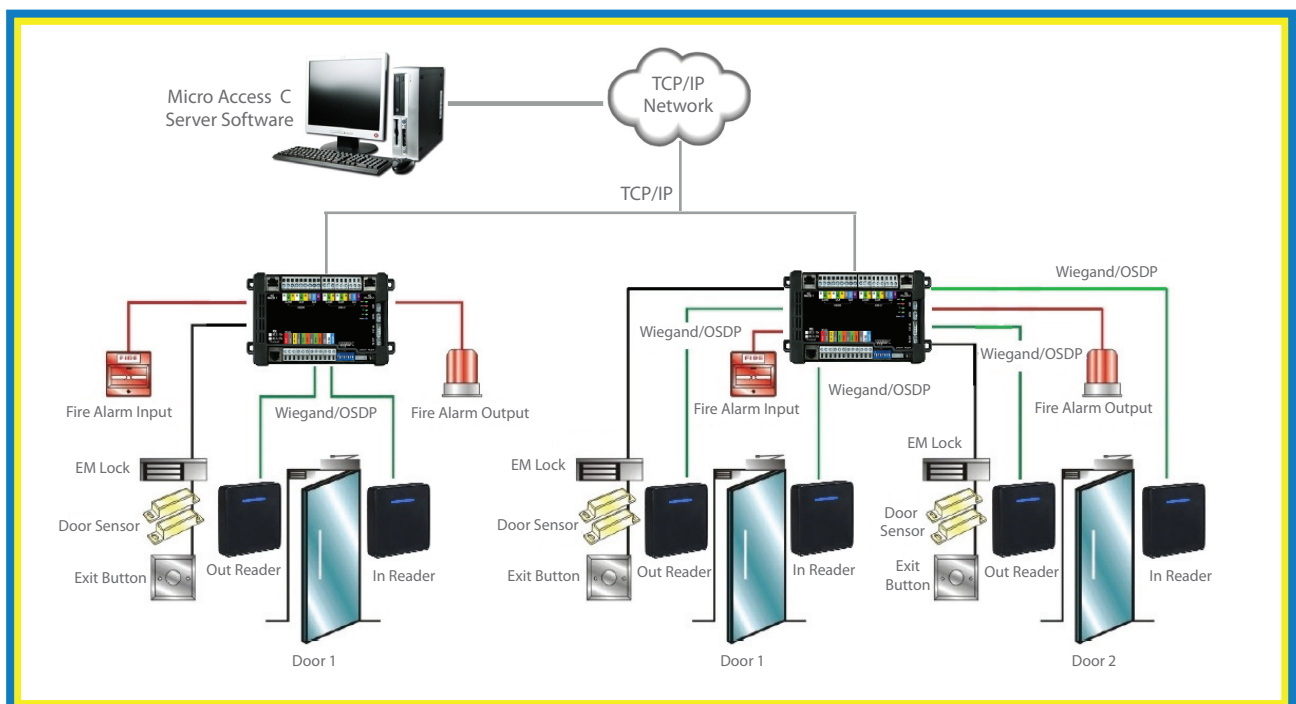 Micro Access C
Server Software
TCP/IP
Network
TCP/IP
FIRE
Fire Alarm Input
Wiegand/OSDP
Fire Alarm Output
EM Lock
Door Sensor
Exit Button
Out Reader
In Reader
Door 1
Wiegand/OSDP
Wiegand/OSDP
Wiegand/OSDP
Wiegand/OSDP
FIRE
Fire Alarm Input
Fire Alarm Output
EM Lock
Door Sensor
Exit Button
Out Reader
In Reader
Door 1
EM Lock
Door
Sensor
Exit
Button
Out Reader
In Reader
Door 2